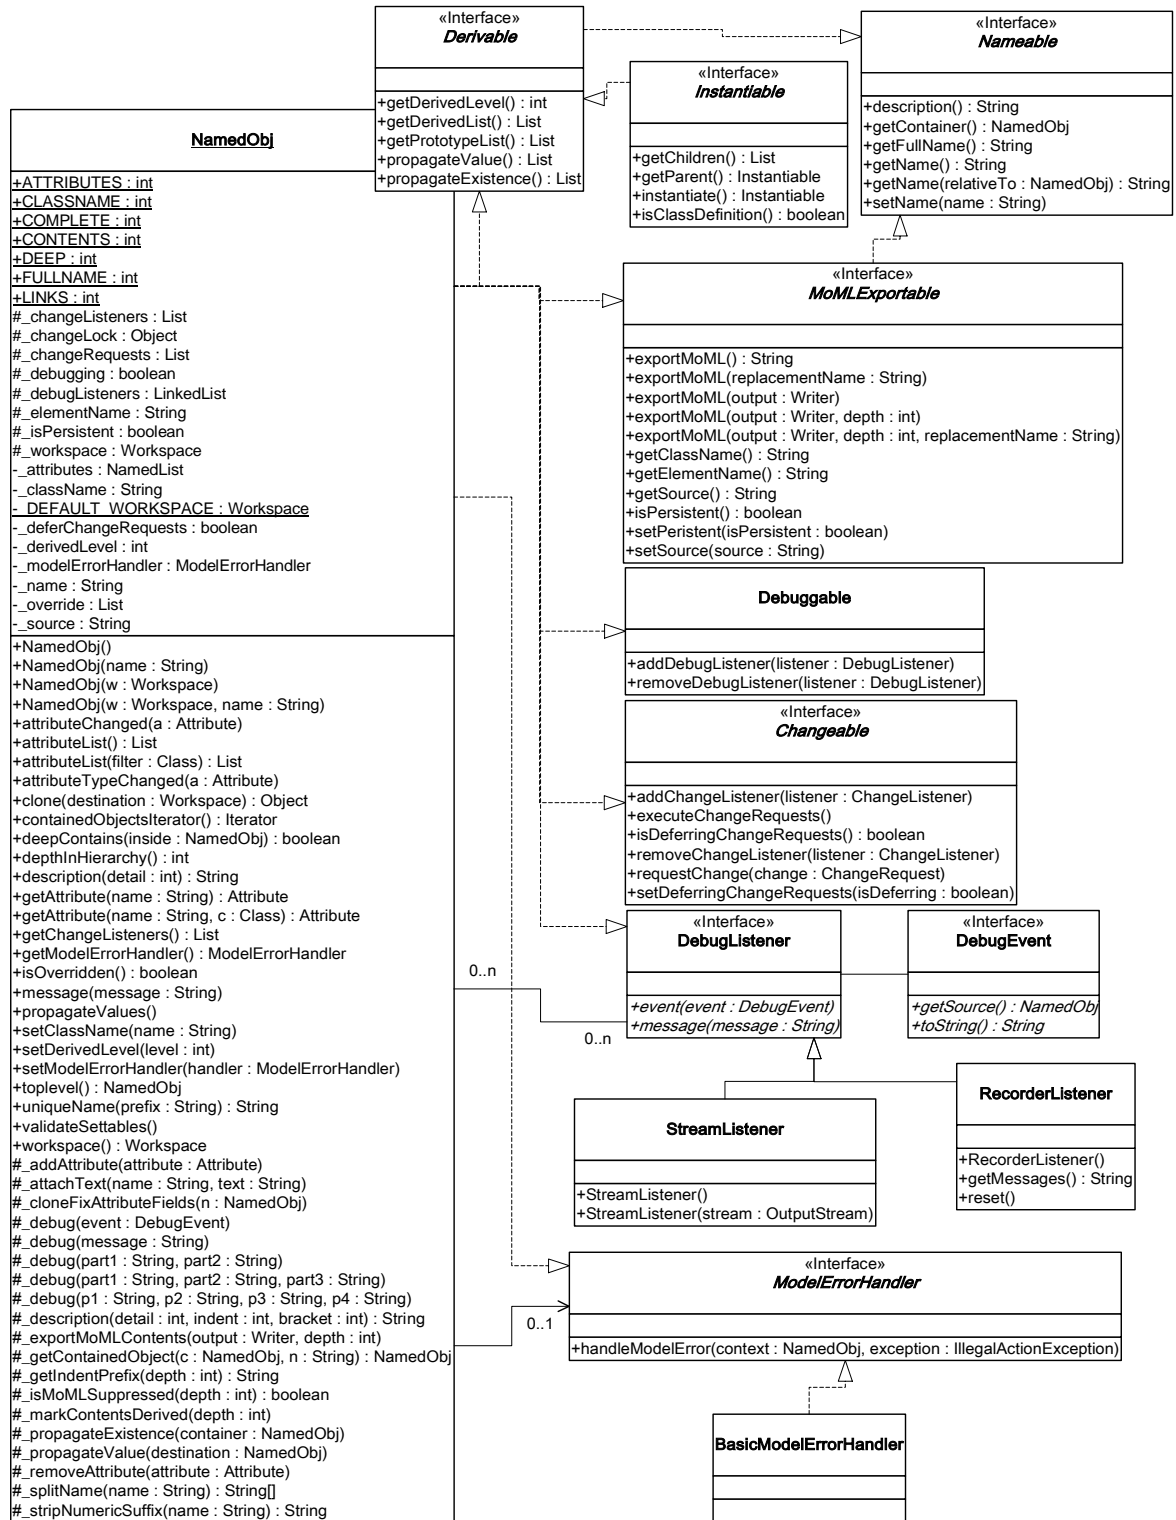 «Interface»
Derivable
+getDerivedLevel() : int
+getDerivedList() : List
+getPrototypeList() : List
+propagateValue() : List
+propagateExistence() : List
«Interface»
Nameable
+description() : String
+getContainer() : NamedObj
+getFullName() : String
+getName() : String
+getName(relativeTo : NamedObj) : String
+setName(name : String)
«Interface»
Instantiable
+getChildren() : List
+getParent() : Instantiable
+instantiate() : Instantiable
+isClassDefinition() : boolean
NamedObj
+ATTRIBUTES : int
+CLASSNAME : int
+COMPLETE : int
+CONTENTS : int
+DEEP : int
+FULLNAME : int
+LINKS : int
#_changeListeners : List
#_changeLock : Object
#_changeRequests : List
#_debugging : boolean
#_debugListeners : LinkedList
#_elementName : String
#_isPersistent : boolean
#_workspace : Workspace
-_attributes : NamedList
-_className : String
-_DEFAULT_WORKSPACE : Workspace
-_deferChangeRequests : boolean
-_derivedLevel : int
-_modelErrorHandler : ModelErrorHandler
-_name : String
-_override : List
-_source : String
+NamedObj()
+NamedObj(name : String)
+NamedObj(w : Workspace)
+NamedObj(w : Workspace, name : String)
+attributeChanged(a : Attribute)
+attributeList() : List
+attributeList(filter : Class) : List
+attributeTypeChanged(a : Attribute)
+clone(destination : Workspace) : Object
+containedObjectsIterator() : Iterator
+deepContains(inside : NamedObj) : boolean
+depthInHierarchy() : int
+description(detail : int) : String
+getAttribute(name : String) : Attribute
+getAttribute(name : String, c : Class) : Attribute
+getChangeListeners() : List
+getModelErrorHandler() : ModelErrorHandler
+isOverridden() : boolean
+message(message : String)
+propagateValues()
+setClassName(name : String)
+setDerivedLevel(level : int)
+setModelErrorHandler(handler : ModelErrorHandler)
+toplevel() : NamedObj
+uniqueName(prefix : String) : String
+validateSettables()
+workspace() : Workspace
#_addAttribute(attribute : Attribute)
#_attachText(name : String, text : String)
#_cloneFixAttributeFields(n : NamedObj)
#_debug(event : DebugEvent)
#_debug(message : String)
#_debug(part1 : String, part2 : String)
#_debug(part1 : String, part2 : String, part3 : String)
#_debug(p1 : String, p2 : String, p3 : String, p4 : String)
#_description(detail : int, indent : int, bracket : int) : String
#_exportMoMLContents(output : Writer, depth : int)
#_getContainedObject(c : NamedObj, n : String) : NamedObj
#_getIndentPrefix(depth : int) : String
#_isMoMLSuppressed(depth : int) : boolean
#_markContentsDerived(depth : int)
#_propagateExistence(container : NamedObj)
#_propagateValue(destination : NamedObj)
#_removeAttribute(attribute : Attribute)
#_splitName(name : String) : String[]
#_stripNumericSuffix(name : String) : String
«Interface»
MoMLExportable
+exportMoML() : String
+exportMoML(replacementName : String)
+exportMoML(output : Writer)
+exportMoML(output : Writer, depth : int)
+exportMoML(output : Writer, depth : int, replacementName : String)
+getClassName() : String
+getElementName() : String
+getSource() : String
+isPersistent() : boolean
+setPeristent(isPersistent : boolean)
+setSource(source : String)
Debuggable
+addDebugListener(listener : DebugListener)
+removeDebugListener(listener : DebugListener)
«Interface»
Changeable
+addChangeListener(listener : ChangeListener)
+executeChangeRequests()
+isDeferringChangeRequests() : boolean
+removeChangeListener(listener : ChangeListener)
+requestChange(change : ChangeRequest)
+setDeferringChangeRequests(isDeferring : boolean)
«Interface»
DebugListener
+event(event : DebugEvent)
+message(message : String)
«Interface»
DebugEvent
+getSource() : NamedObj
+toString() : String
0..n
0..n
StreamListener
+StreamListener()
+StreamListener(stream : OutputStream)
RecorderListener
+RecorderListener()
+getMessages() : String
+reset()
«Interface»
ModelErrorHandler
+handleModelError(context : NamedObj, exception : IllegalActionException)
0..1
BasicModelErrorHandler